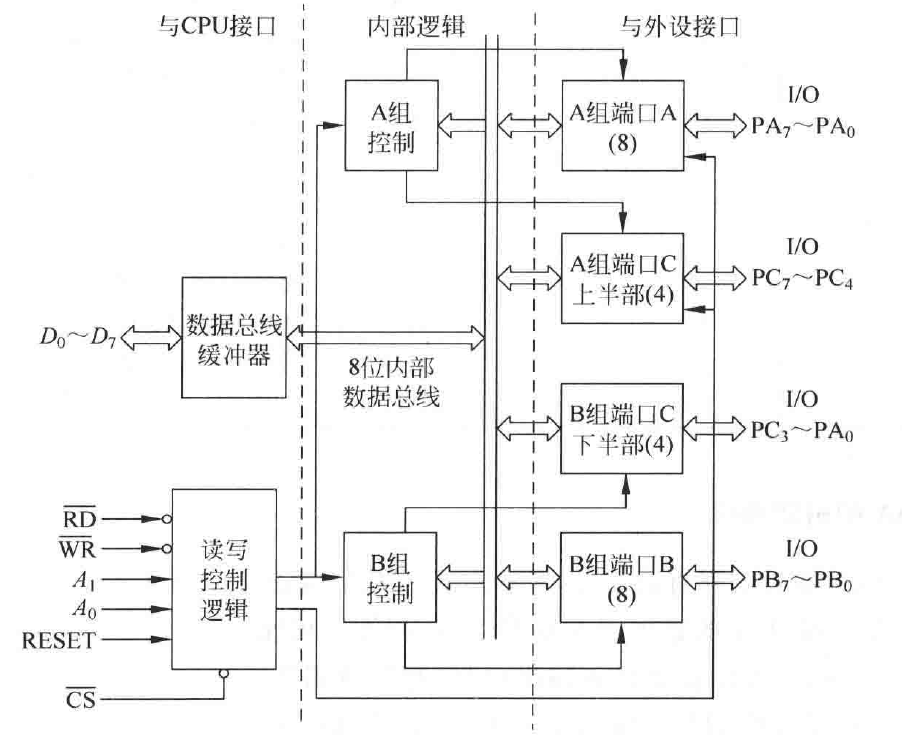 与CPU接口
内部逻辑
与外设接口
A组
控制
A组端口A
(8)
I/O
PA₇～PA₀
A组端口C
上半部(4)
I/O
PC₇～PC₄
D₀～D₇
数据总线
缓冲器
8位内部
数据总线
B组端口C
下半部(4)
I/O
PC₃～PA₀
R̅D̅
W̅R̅
A₁
A₀
RESET
C̅S̅
读写
控制
逻辑
B组
控制
B组端口B
(8)
I/O
PB₇～PB₀